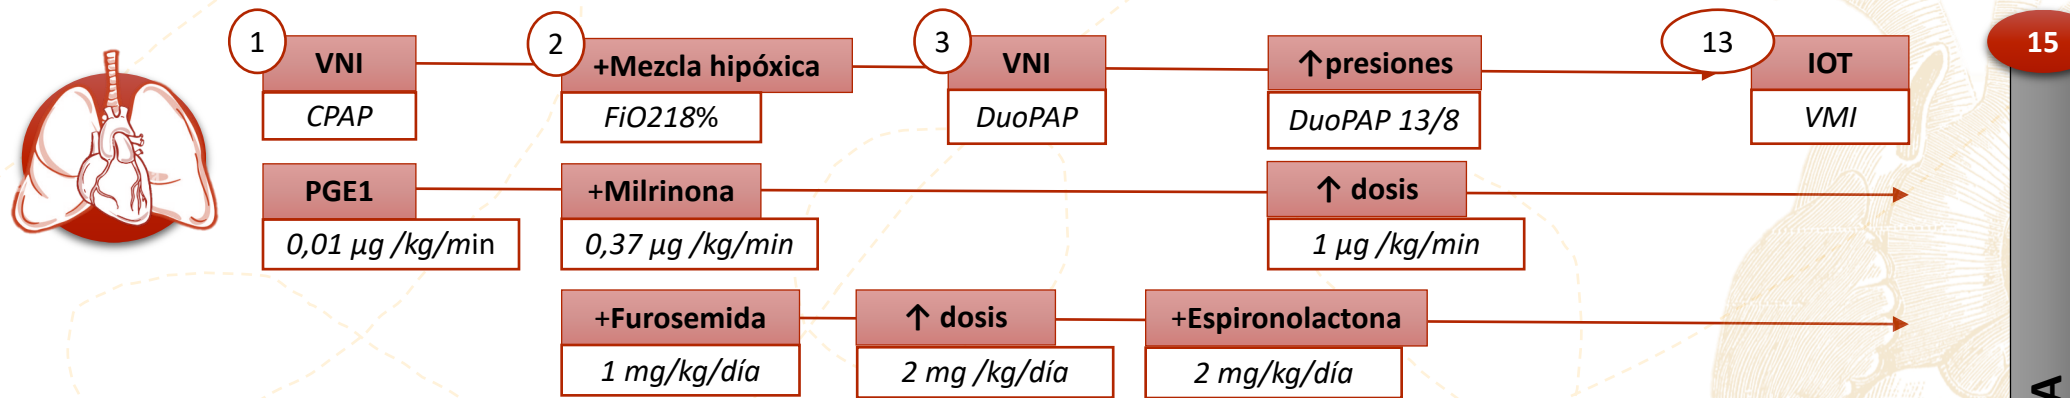 1
VNI
CPAP
2
+Mezcla hipóxica
FiO218%
3
VNI
DuoPAP
↑presiones
DuoPAP 13/8
13
IOT
VMI
15
PGE1
0,01 µg /kg/min
+Milrinona
0,37 µg /kg/min
↑ dosis
1 µg /kg/min
+Furosemida
1 mg/kg/día
↑ dosis
2 mg /kg/día
+Espironolactona
2 mg/kg/día
A